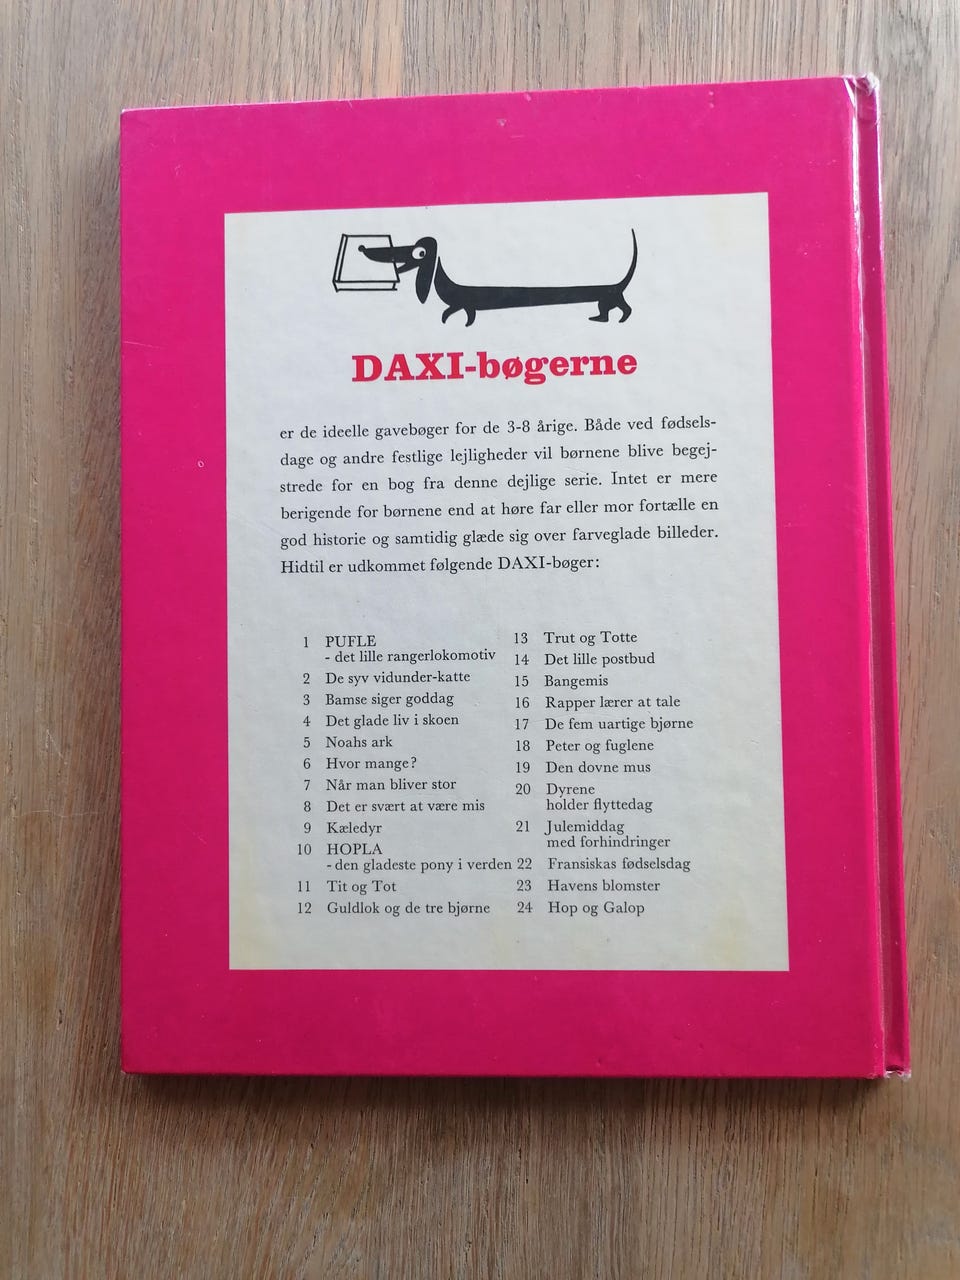 DAXI-bøgerne
er de ideelle gavebøger for de 3-8 årige. Både ved fødsels-
dage og andre festlige lejligheder vil børnene blive begej-
strede for en bog fra denne dejlige serie. Intet er mere
berigende for børnene end at høre far eller mor fortælle en
god historie og samtidig glæde sig over farveglade billeder.
Hidtil er udkommet følgende DAXI-bøger:
1 PUFLE
- det lille rangerlokomotiv
2 De syv vidunder-katte
3 Bamse siger goddag
4 Det glade liv i skoen
5 Noahs ark
6 Hvor mange?
7 Når man bliver stor
8 Det er svært at være mis
9 Kæledyr
10 HOPLA
- den gladeste pony i verden
11 Tit og Tot
12 Guldlok og de tre bjørne
13 Trut og Totte
14 Det lille postbud
15 Bangemis
16 Rapper lærer at tale
17 De fem uartige bjørne
18 Peter og fuglene
19 Den dovne mus
20 Dyrene
holder flyttedag
21 Julemiddag
med forhindringer
22 Fransiskas fødselsdag
23 Havens blomster
24 Hop og Galop